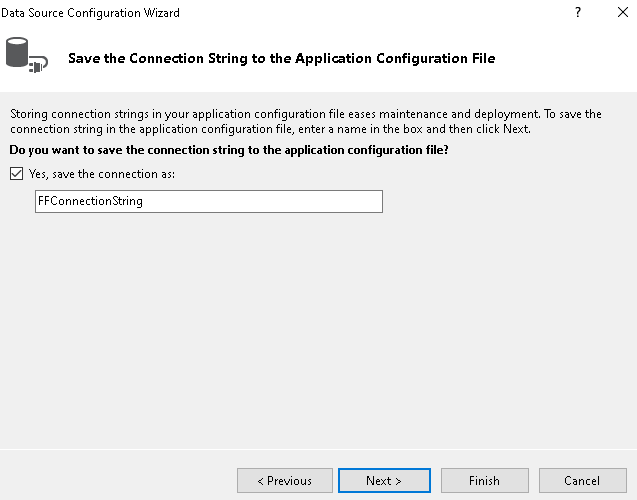 Data Source Configuration Wizard
?
Save the Connection String to the Application Configuration File
Storing connection strings in your application configuration file eases maintenance and deployment. To save the
connection string in the application configuration file, enter a name in the box and then click Next.
Do you want to save the connection string to the application configuration file?
Yes, save the connection as:
FFConnectionString
< Previous
Next >
Finish
Cancel